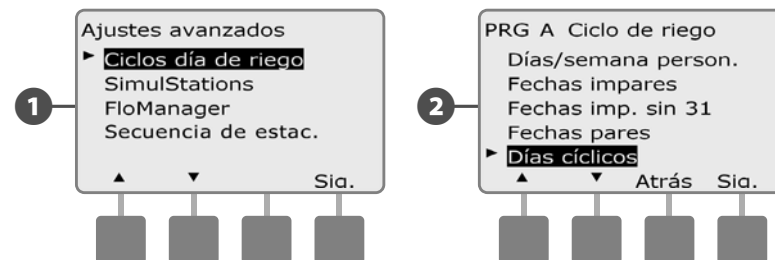 1
Ajustes avanzados
► Ciclos día de riego
SimulStations
FloManager
Secuencia de estac.
▲ ▼ Sig.
2
PRG A Ciclo de riego
Días/semana person.
Fechas impares
Fechas imp. sin 31
Fechas pares
► Días cíclicos
▲ ▼ Atrás Sig.